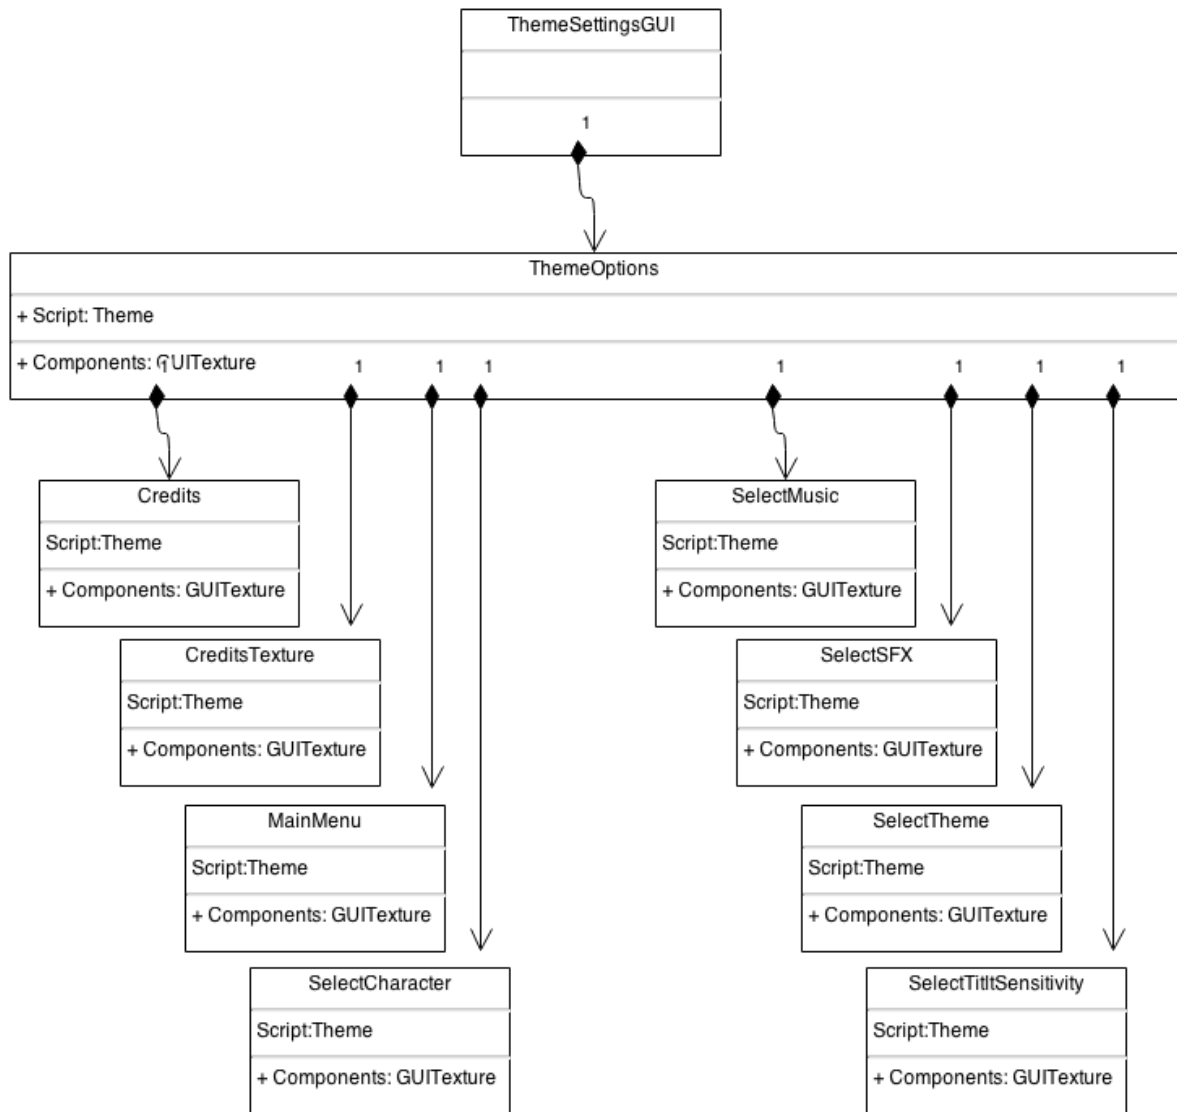 ThemeSettingsGUI
1
ThemeOptions
+ Script: Theme
+ Components: GUITexture
1 1 1 1 1 1 1 1
Credits
Script:Theme
+ Components: GUITexture
SelectMusic
Script:Theme
+ Components: GUITexture
CreditsTexture
Script:Theme
+ Components: GUITexture
SelectSFX
Script:Theme
+ Components: GUITexture
MainMenu
Script:Theme
+ Components: GUITexture
SelectTheme
Script:Theme
+ Components: GUITexture
SelectCharacter
Script:Theme
+ Components: GUITexture
SelectTitltSensitivity
Script:Theme
+ Components: GUITexture